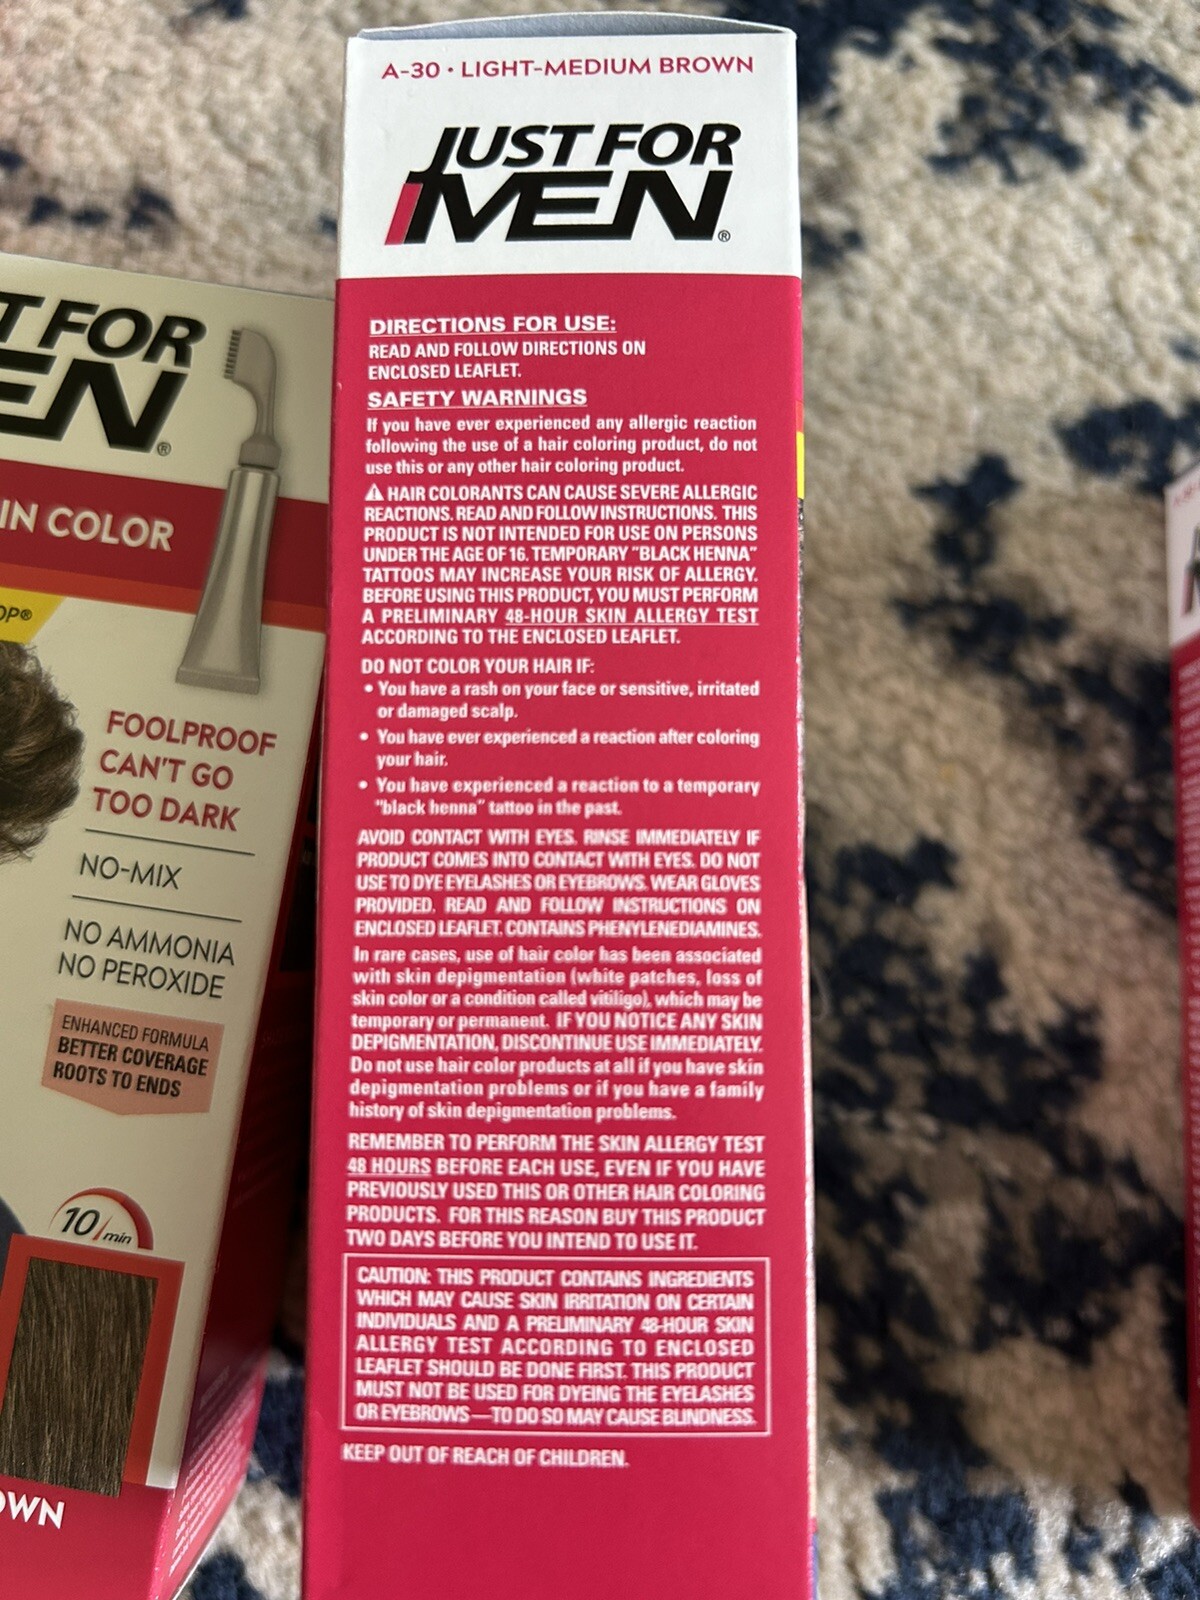 A-30 · LIGHT-MEDIUM BROWN
JUST FOR
MEN®
DIRECTIONS FOR USE:
READ AND FOLLOW DIRECTIONS ON
ENCLOSED LEAFLET.
SAFETY WARNINGS
If you have ever experienced any allergic reaction
following the use of a hair coloring product, do not
use this or any other hair coloring product.
⚠ HAIR COLORANTS CAN CAUSE SEVERE ALLERGIC
REACTIONS. READ AND FOLLOW INSTRUCTIONS. THIS
PRODUCT IS NOT INTENDED FOR USE ON PERSONS
UNDER THE AGE OF 16. TEMPORARY "BLACK HENNA"
TATTOOS MAY INCREASE YOUR RISK OF ALLERGY.
BEFORE USING THIS PRODUCT, YOU MUST PERFORM
A PRELIMINARY 48-HOUR SKIN ALLERGY TEST
ACCORDING TO THE ENCLOSED LEAFLET.
DO NOT COLOR YOUR HAIR IF:
• You have a rash on your face or sensitive, irritated
or damaged scalp.
• You have ever experienced a reaction after coloring
your hair.
• You have experienced a reaction to a temporary
"black henna" tattoo in the past.
AVOID CONTACT WITH EYES. RINSE IMMEDIATELY IF
PRODUCT COMES INTO CONTACT WITH EYES. DO NOT
USE TO DYE EYELASHES OR EYEBROWS. WEAR GLOVES
PROVIDED. READ AND FOLLOW INSTRUCTIONS ON
ENCLOSED LEAFLET. CONTAINS PHENYLENEDIAMINES.
In rare cases, use of hair color has been associated
with skin depigmentation (white patches, loss of
skin color or a condition called vitiligo), which may be
temporary or permanent. IF YOU NOTICE ANY SKIN
DEPIGMENTATION, DISCONTINUE USE IMMEDIATELY.
Do not use hair color products at all if you have skin
depigmentation problems or if you have a family
history of skin depigmentation problems.
REMEMBER TO PERFORM THE SKIN ALLERGY TEST
48 HOURS BEFORE EACH USE, EVEN IF YOU HAVE
PREVIOUSLY USED THIS OR OTHER HAIR COLORING
PRODUCTS. FOR THIS REASON BUY THIS PRODUCT
TWO DAYS BEFORE YOU INTEND TO USE IT.
CAUTION: THIS PRODUCT CONTAINS INGREDIENTS
WHICH MAY CAUSE SKIN IRRITATION ON CERTAIN
INDIVIDUALS AND A PRELIMINARY 48-HOUR SKIN
ALLERGY TEST ACCORDING TO ENCLOSED
LEAFLET SHOULD BE DONE FIRST. THIS PRODUCT
MUST NOT BE USED FOR DYEING THE EYELASHES
OR EYEBROWS—TO DO SO MAY CAUSE BLINDNESS.
KEEP OUT OF REACH OF CHILDREN.
T FOR
EN®
IN COLOR
OP®
FOOLPROOF
CAN'T GO
TOO DARK
NO-MIX
NO AMMONIA
NO PEROXIDE
ENHANCED FORMULA
BETTER COVERAGE
ROOTS TO ENDS
10/min
OWN